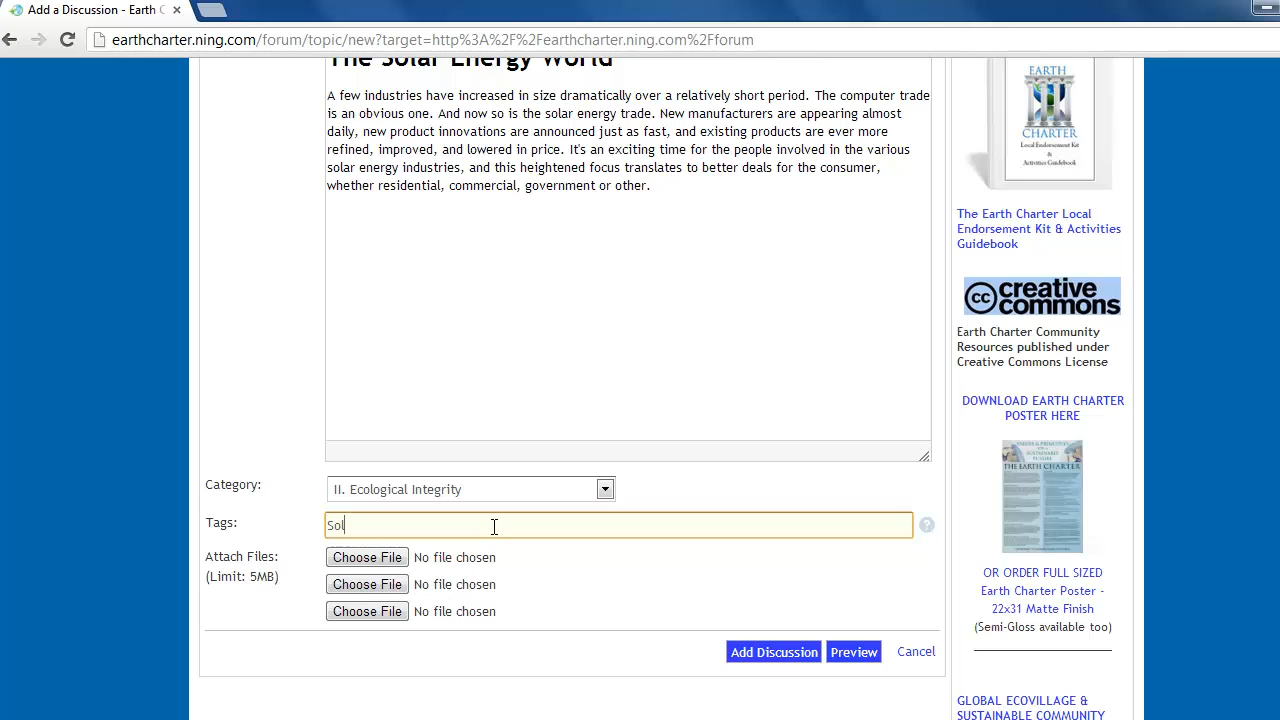 Add a Discussion - Earth C
earthcharter.ning.com/forum/topic/new?target=http%3A%2F%2Fearthcharter.ning.com%2Fforum
The Solar Energy World
A few industries have increased in size dramatically over a relatively short period. The computer trade
is an obvious one. And now so is the solar energy trade. New manufacturers are appearing almost
daily, new product innovations are announced just as fast, and existing products are ever more
refined, improved, and lowered in price. It's an exciting time for the people involved in the various
solar energy industries, and this heightened focus translates to better deals for the consumer,
whether residential, commercial, government or other.
Category:
II. Ecological Integrity
Tags:
Sol
Attach Files:
(Limit: 5MB)
Choose File No file chosen
Choose File No file chosen
Choose File No file chosen
Add Discussion Preview Cancel
EARTH
CHARTER
Local Endorsement Kit
&
Activities Guidebook
The Earth Charter Local
Endorsement Kit & Activities
Guidebook
cc creative
commons
Earth Charter Community
Resources published under
Creative Commons License
DOWNLOAD EARTH CHARTER
POSTER HERE
THE EARTH CHARTER
OR ORDER FULL SIZED
Earth Charter Poster -
22x31 Matte Finish
(Semi-Gloss available too)
GLOBAL ECOVILLAGE &
SUSTAINABLE COMMUNITY